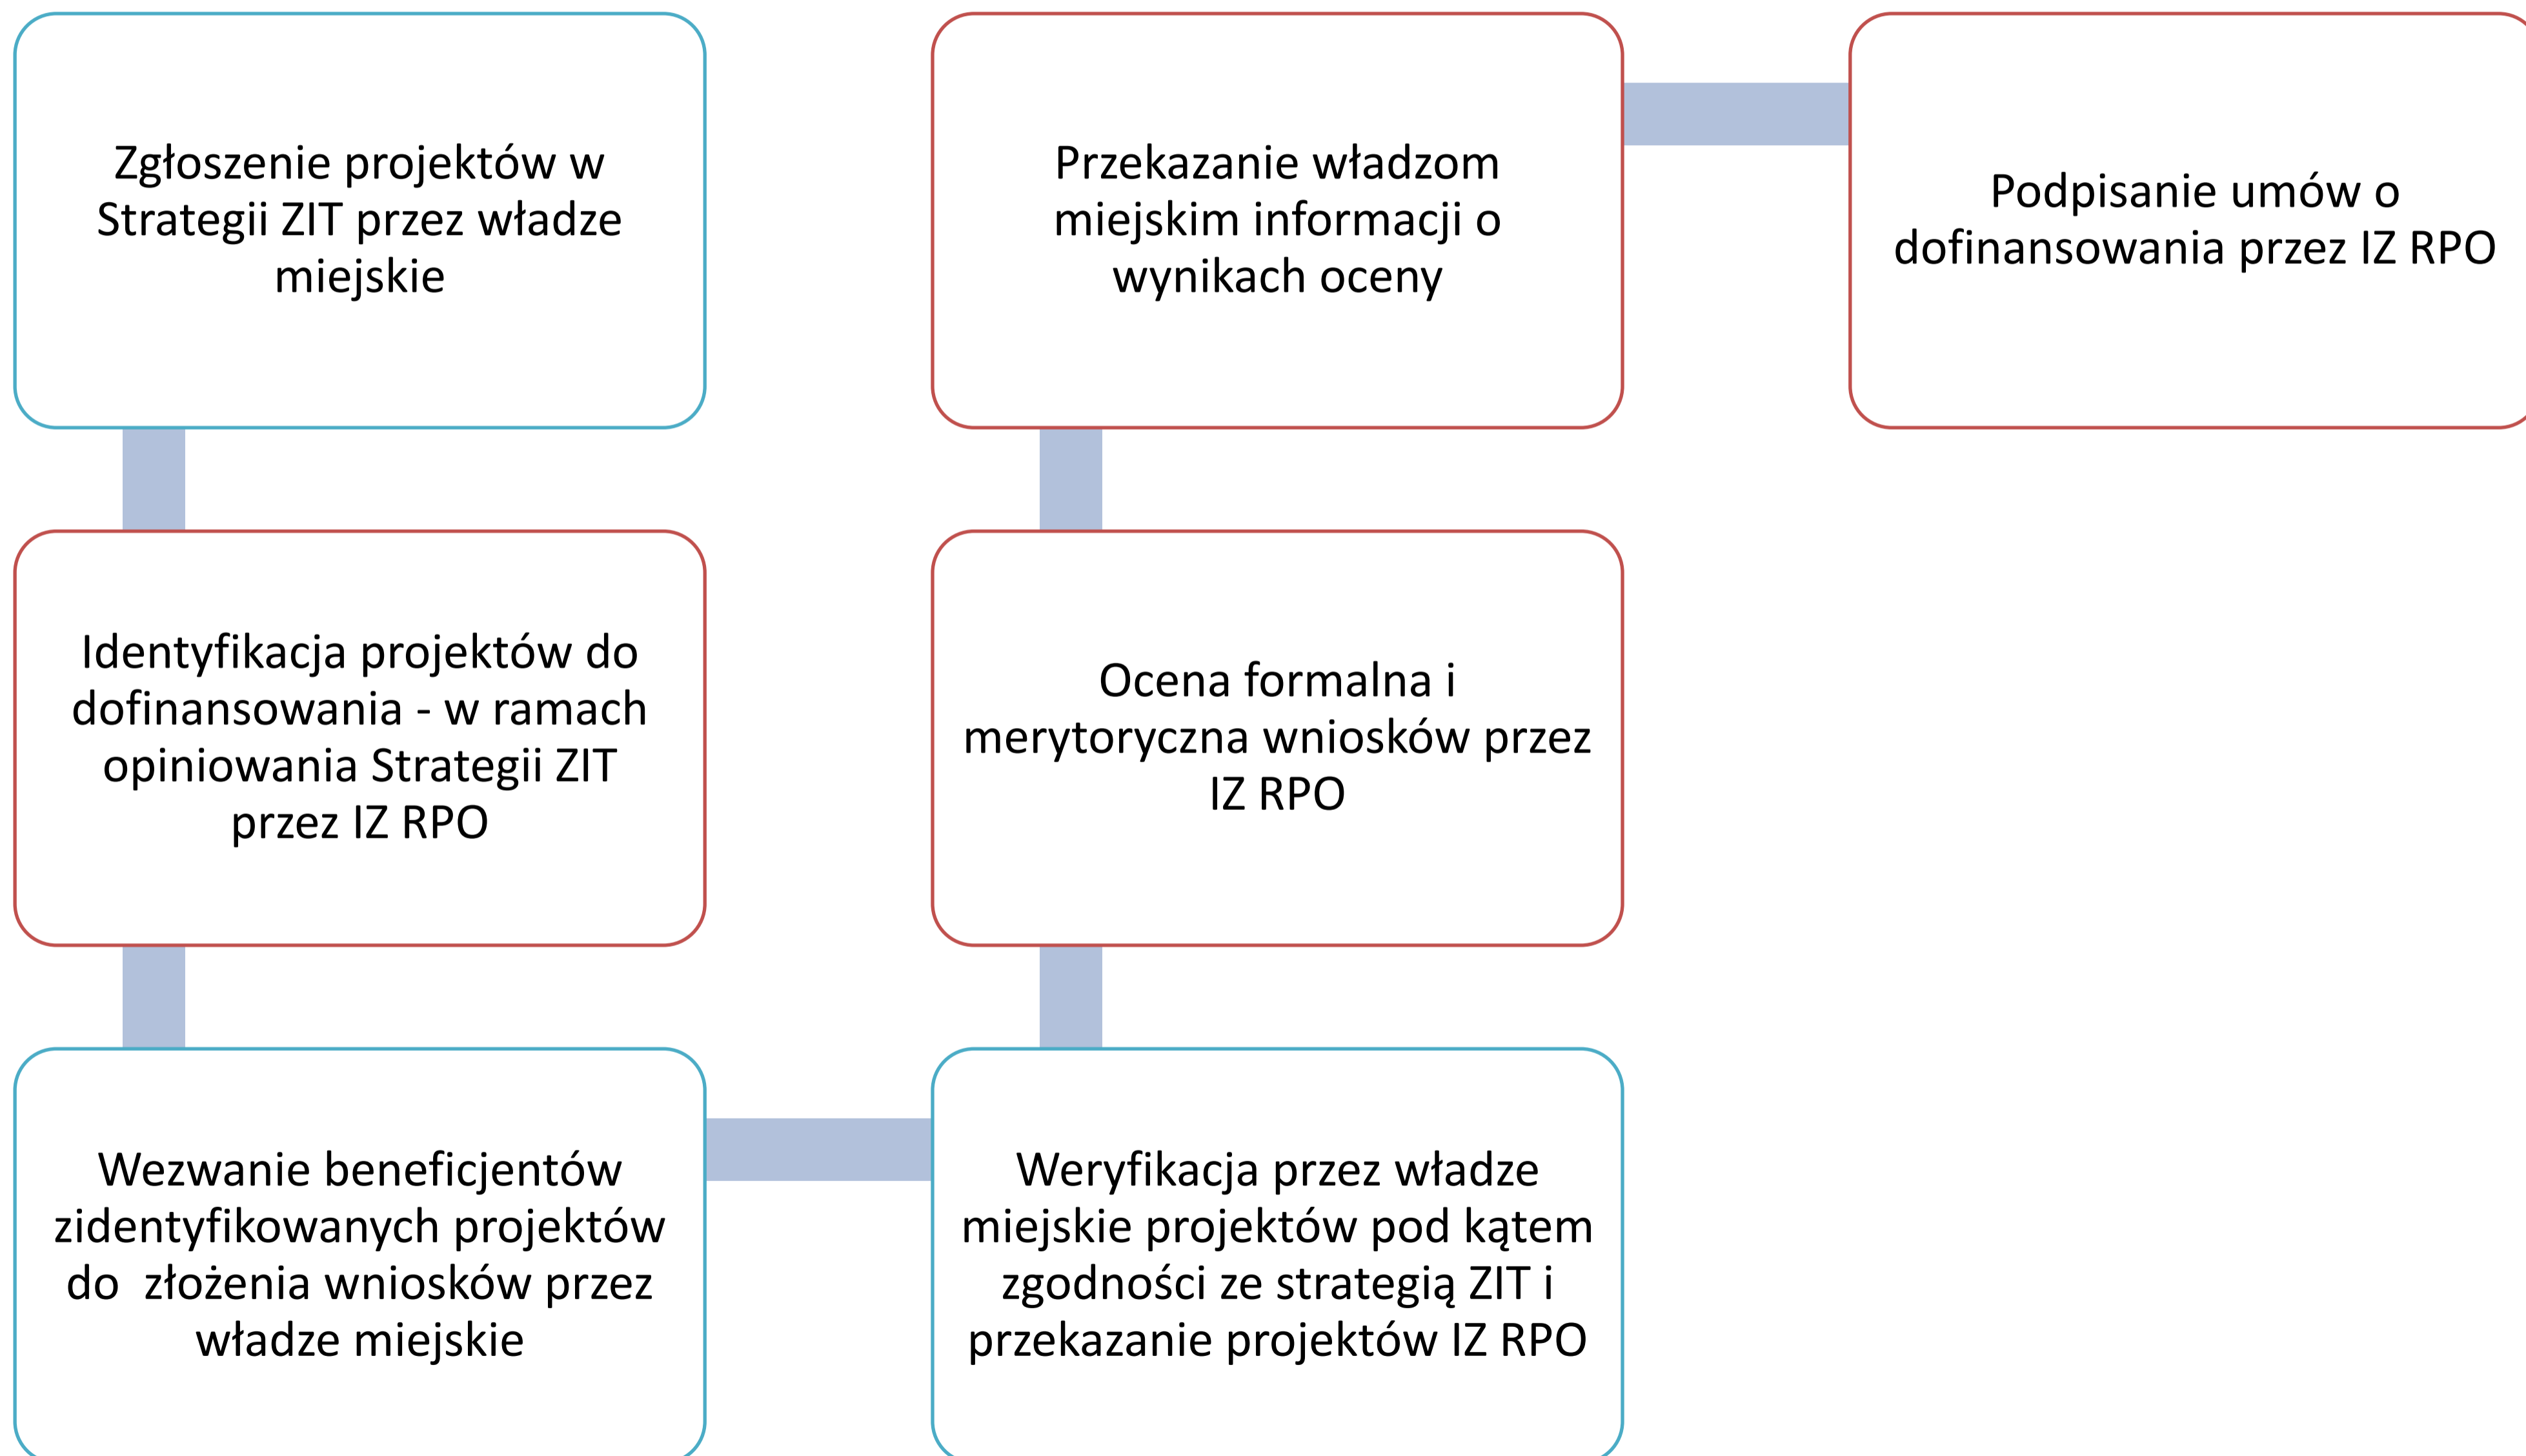 Zgłoszenie projektów w
Strategii ZIT przez władze
miejskie
Identyfikacja projektów do
dofinansowania - w ramach
opiniowania Strategii ZIT
przez IZ RPO
Wezwanie beneficjentów
zidentyfikowanych projektów
do  złożenia wniosków przez
władze miejskie
Weryfikacja przez władze
miejskie projektów pod kątem
zgodności ze strategią ZIT i
przekazanie projektów IZ RPO
Ocena formalna i
merytoryczna wniosków przez
IZ RPO
Przekazanie władzom
miejskim informacji o
wynikach oceny
Podpisanie umów o
dofinansowania przez IZ RPO